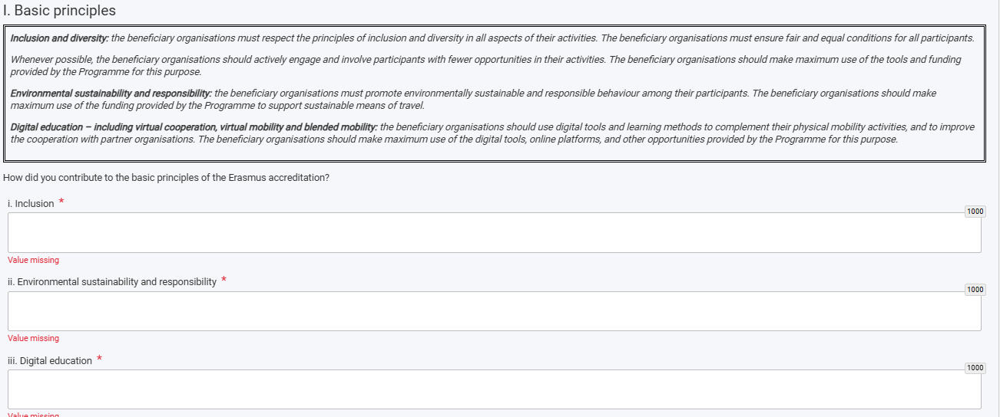 I. Basic principles
Inclusion and diversity: the beneficiary organisations must respect the principles of inclusion and diversity in all aspects of their activities. The beneficiary organisations must ensure fair and equal conditions for all participants.
Whenever possible, the beneficiary organisations should actively engage and involve participants with fewer opportunities in their activities. The beneficiary organisations should make maximum use of the tools and funding
provided by the Programme for this purpose.
Environmental sustainability and responsibility: the beneficiary organisations must promote environmentally sustainable and responsible behaviour among their participants. The beneficiary organisations should make
maximum use of the funding provided by the Programme to support sustainable means of travel.
Digital education – including virtual cooperation, virtual mobility and blended mobility: the beneficiary organisations should use digital tools and learning methods to complement their physical mobility activities, and to improve
the cooperation with partner organisations. The beneficiary organisations should make maximum use of the digital tools, online platforms, and other opportunities provided by the Programme for this purpose.
How did you contribute to the basic principles of the Erasmus accreditation?
i. Inclusion *
1000
Value missing
ii. Environmental sustainability and responsibility *
1000
Value missing
iii. Digital education *
1000
Value missing